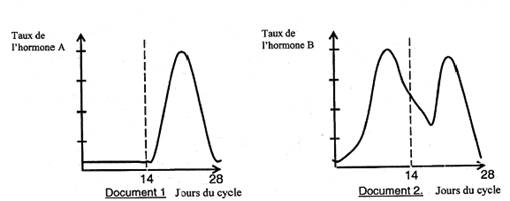 Taux de
l'hormone A
14
28
Document 1 Jours du cycle
Taux de
l'hormone B
14
28
Document 2. Jours du cycle